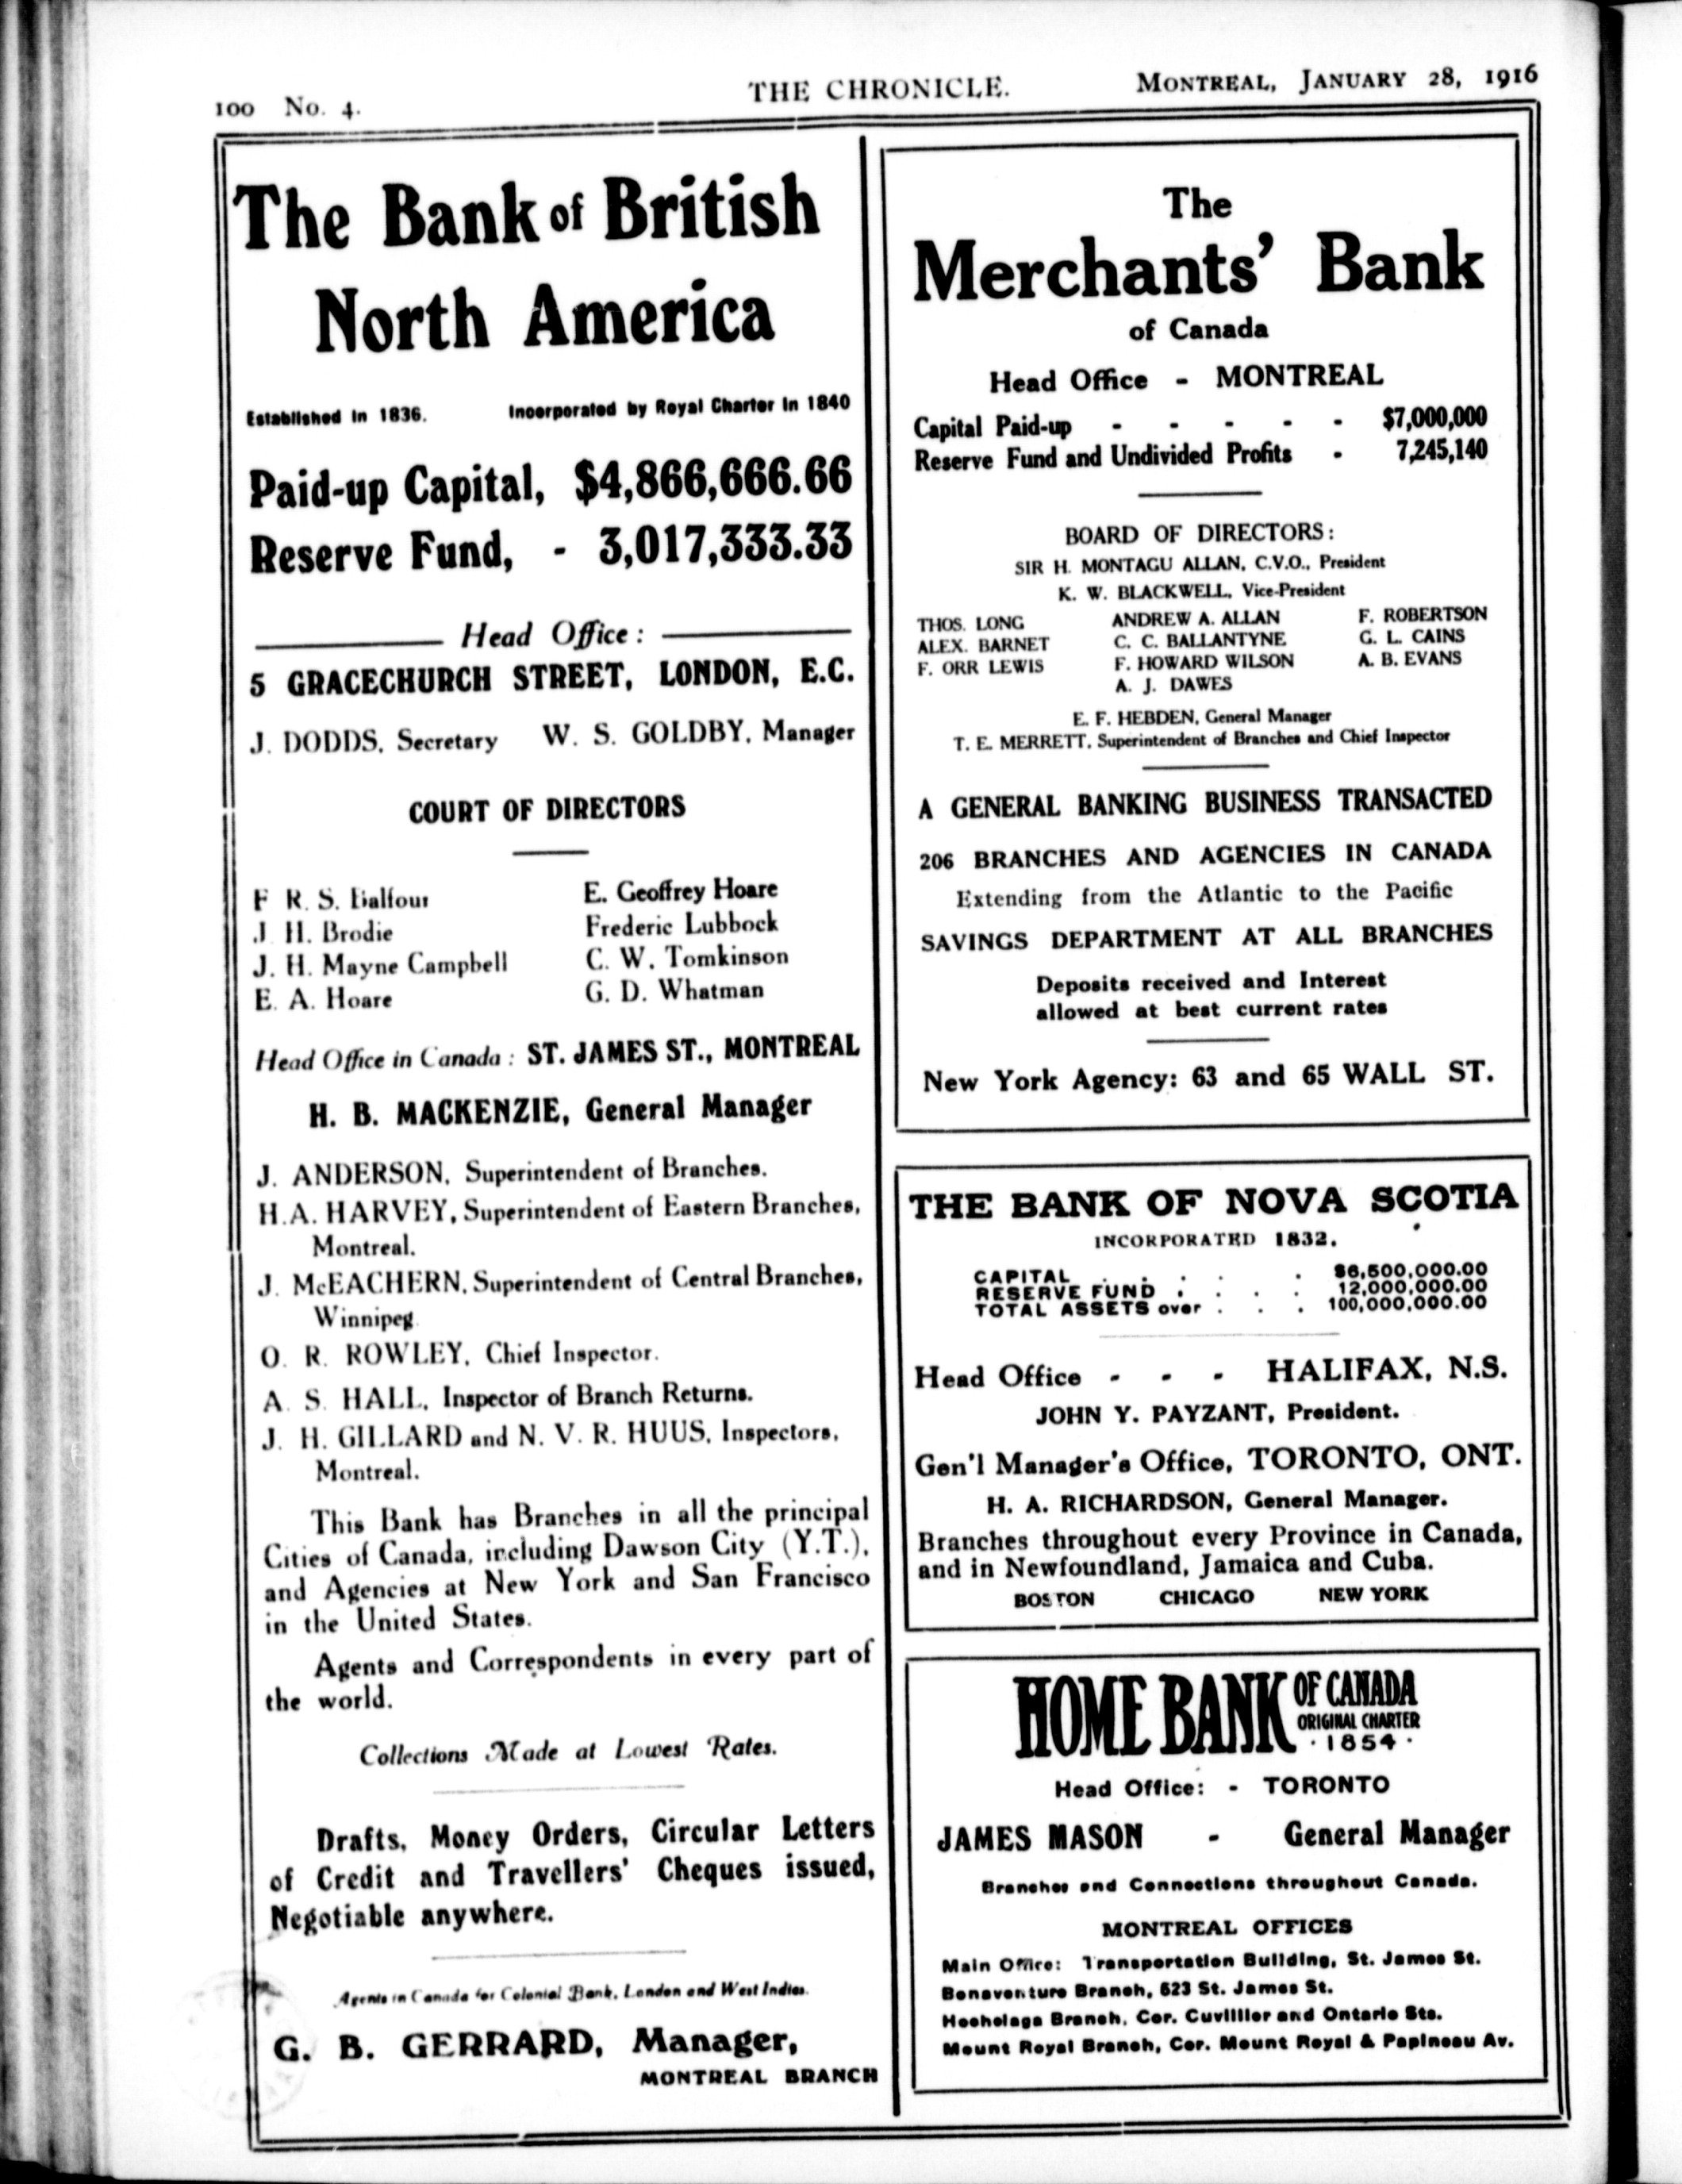 100 No. 4.
THE CHRONICLE.
MONTREAL, JANUARY 28, 1916
The Bank of British
North America
Established in 1836.
Incorporated by Royal Charter in 1840
Paid-up Capital, $4,866,666.66
Reserve Fund, - 3,017,333.33
Head Office:
5 GRACECHURCH STREET, LONDON, E.C.
J. DODDS, Secretary W. S. GOLDBY, Manager
COURT OF DIRECTORS
F R. S. Balfour E. Geoffrey Hoare
J. H. Brodie Frederic Lubbock
J. H. Mayne Campbell C. W. Tomkinson
E. A. Hoare G. D. Whatman
Head Office in Canada: ST. JAMES ST., MONTREAL
H. B. MACKENZIE, General Manager
J. ANDERSON, Superintendent of Branches.
H. A. HARVEY, Superintendent of Eastern Branches,
Montreal.
J. McEACHERN, Superintendent of Central Branches,
Winnipeg.
O. R. ROWLEY, Chief Inspector.
A. S. HALL, Inspector of Branch Returns.
J. H. GILLARD and N. V. R. HUUS, Inspectors,
Montreal.
This Bank has Branches in all the principal
Cities of Canada, including Dawson City (Y.T.),
and Agencies at New York and San Francisco
in the United States.
Agents and Correspondents in every part of
the world.
Collections Made at Lowest Rates.
Drafts, Money Orders, Circular Letters
of Credit and Travellers' Cheques issued,
Negotiable anywhere.
Agents in Canada for Colonial Bank, London and West Indies.
G. B. GERRARD, Manager,
MONTREAL BRANCH
The
Merchants' Bank
of Canada
Head Office - MONTREAL
Capital Paid-up - - - - - $7,000,000
Reserve Fund and Undivided Profits - 7,245,140
BOARD OF DIRECTORS:
SIR H. MONTAGU ALLAN, C.V.O., President
K. W. BLACKWELL, Vice-President
THOS. LONG ANDREW A. ALLAN F. ROBERTSON
ALEX. BARNET C. C. BALLANTYNE G. L. CAINS
F. ORR LEWIS F. HOWARD WILSON A. B. EVANS
A. J. DAWES
E. F. HEBDEN, General Manager
T. E. MERRETT, Superintendent of Branches and Chief Inspector
A GENERAL BANKING BUSINESS TRANSACTED
206 BRANCHES AND AGENCIES IN CANADA
Extending from the Atlantic to the Pacific
SAVINGS DEPARTMENT AT ALL BRANCHES
Deposits received and Interest
allowed at best current rates
New York Agency: 63 and 65 WALL ST.
THE BANK OF NOVA SCOTIA
INCORPORATED 1832.
CAPITAL . . . . . $6,500,000.00
RESERVE FUND . . . . 12,000,000.00
TOTAL ASSETS over . . . 100,000,000.00
Head Office - - - HALIFAX, N.S.
JOHN Y. PAYZANT, President.
Gen'l Manager's Office, TORONTO, ONT.
H. A. RICHARDSON, General Manager.
Branches throughout every Province in Canada,
and in Newfoundland, Jamaica and Cuba.
BOSTON CHICAGO NEW YORK
HOME BANK OF CANADA
ORIGINAL CHARTER
· 1854 ·
Head Office: - TORONTO
JAMES MASON - General Manager
Branches and Connections throughout Canada.
MONTREAL OFFICES
Main Office: Transportation Building, St. James St.
Bonaventure Branch, 523 St. James St.
Hochelaga Branch, Cor. Cuvillier and Ontario Sts.
Mount Royal Branch, Cor. Mount Royal & Papineau Av.